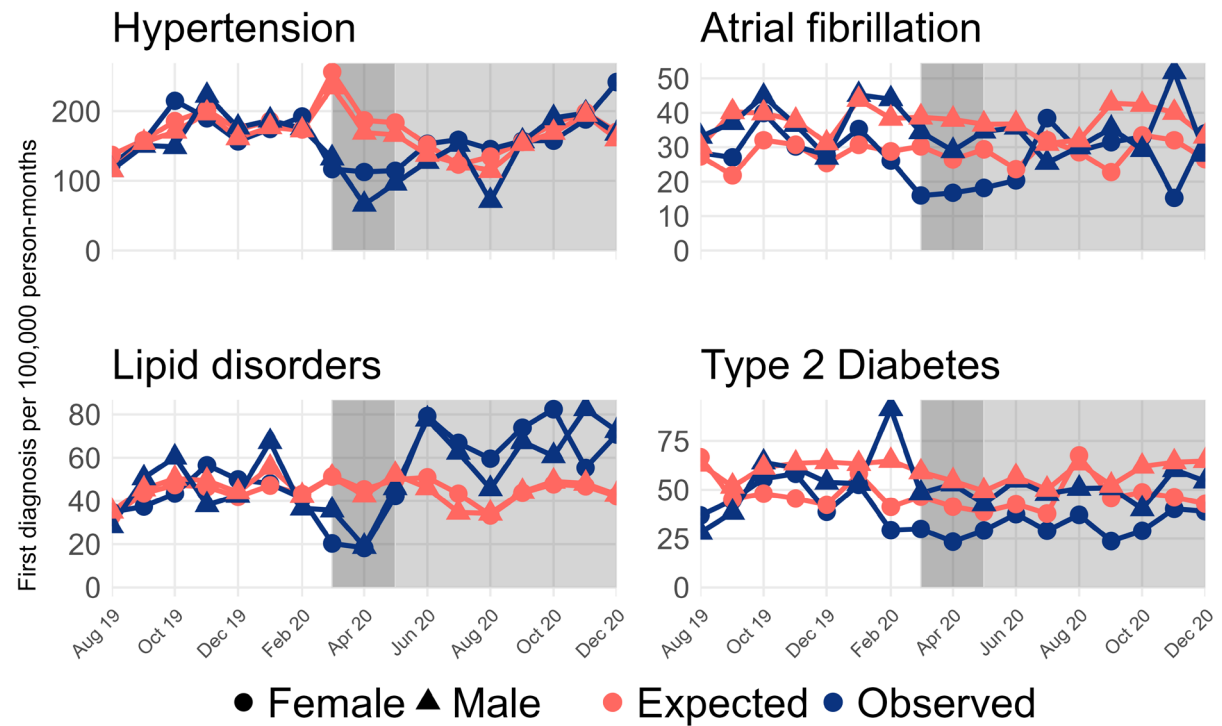 Hypertension
Atrial fibrillation
200
100
0
50
40
30
20
10
0
First diagnosis per 100,000 person-months
Lipid disorders
Type 2 Diabetes
80
60
40
20
0
75
50
25
0
Aug 19
Oct 19
Dec 19
Feb 20
Apr 20
Jun 20
Aug 20
Oct 20
Dec 20
Aug 19
Oct 19
Dec 19
Feb 20
Apr 20
Jun 20
Aug 20
Oct 20
Dec 20
Female Male Expected Observed